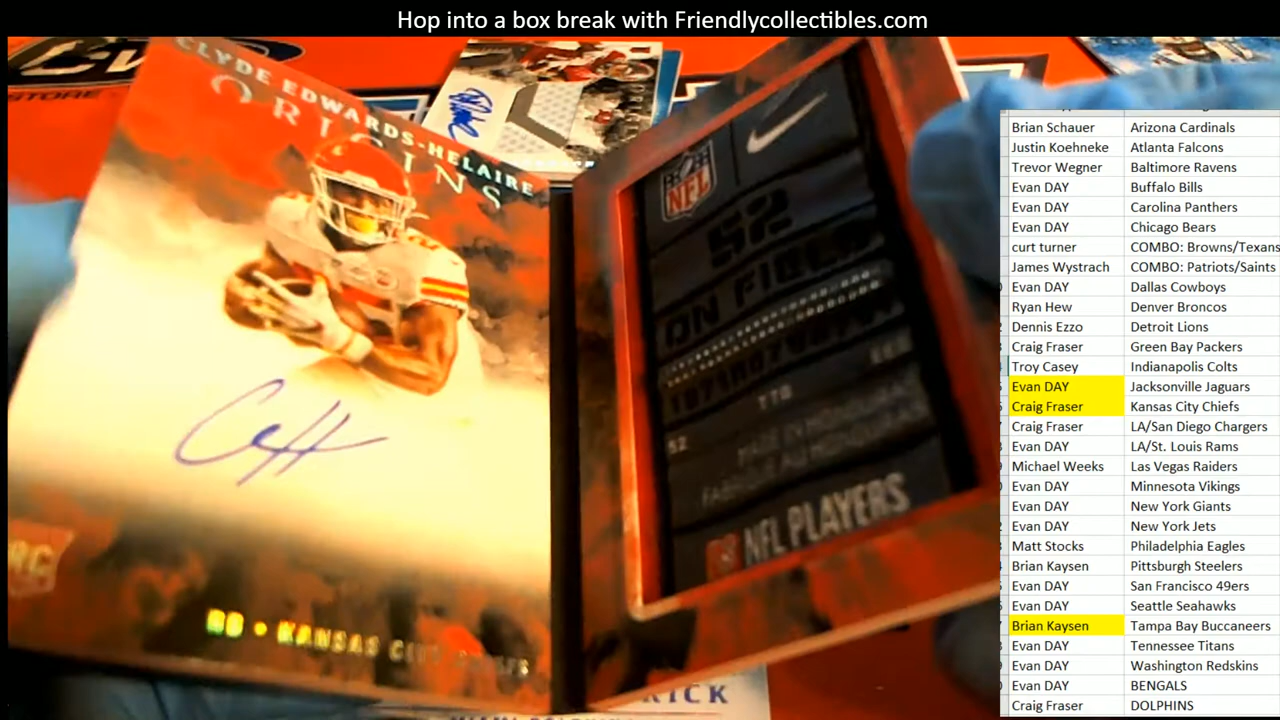 Hop into a box break with Friendlycollectibles.com
STORE
CLYDE EDWARDS-HELAIRE
ORIGINS
RC
RB • KANSAS CITY CHIEFS
NFL
52
ON FIELD
52
NFL PLAYERS
Brian Schauer Arizona Cardinals
Justin Koehneke Atlanta Falcons
Trevor Wegner Baltimore Ravens
Evan DAY Buffalo Bills
Evan DAY Carolina Panthers
Evan DAY Chicago Bears
curt turner COMBO: Browns/Texans
James Wystrach COMBO: Patriots/Saints
Evan DAY Dallas Cowboys
Ryan Hew Denver Broncos
Dennis Ezzo Detroit Lions
Craig Fraser Green Bay Packers
Troy Casey Indianapolis Colts
Evan DAY Jacksonville Jaguars
Craig Fraser Kansas City Chiefs
Craig Fraser LA/San Diego Chargers
Evan DAY LA/St. Louis Rams
Michael Weeks Las Vegas Raiders
Evan DAY Minnesota Vikings
Evan DAY New York Giants
Evan DAY New York Jets
Matt Stocks Philadelphia Eagles
Brian Kaysen Pittsburgh Steelers
Evan DAY San Francisco 49ers
Evan DAY Seattle Seahawks
Brian Kaysen Tampa Bay Buccaneers
Evan DAY Tennessee Titans
Evan DAY Washington Redskins
Evan DAY BENGALS
Craig Fraser DOLPHINS